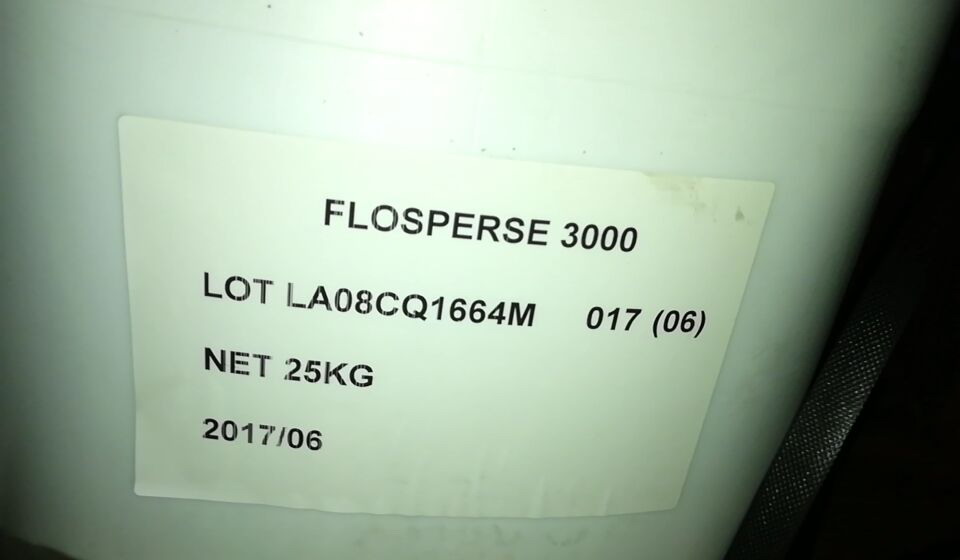 FLOSPERSE 3000
LOT LA08CQ1664M 017 (06)
NET 25KG
2017/06